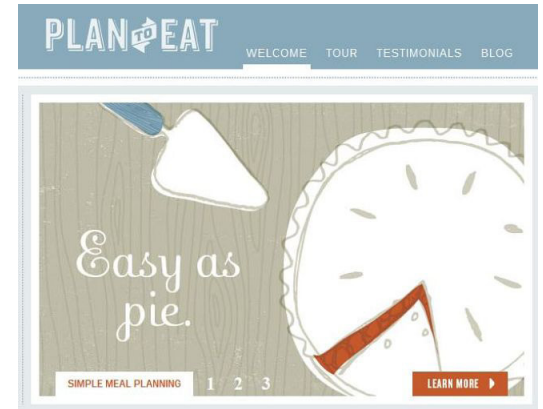 PLAN TO EAT
WELCOME TOUR TESTIMONIALS BLOG
Easy as
pie.
SIMPLE MEAL PLANNING 1 2 3 LEARN MORE